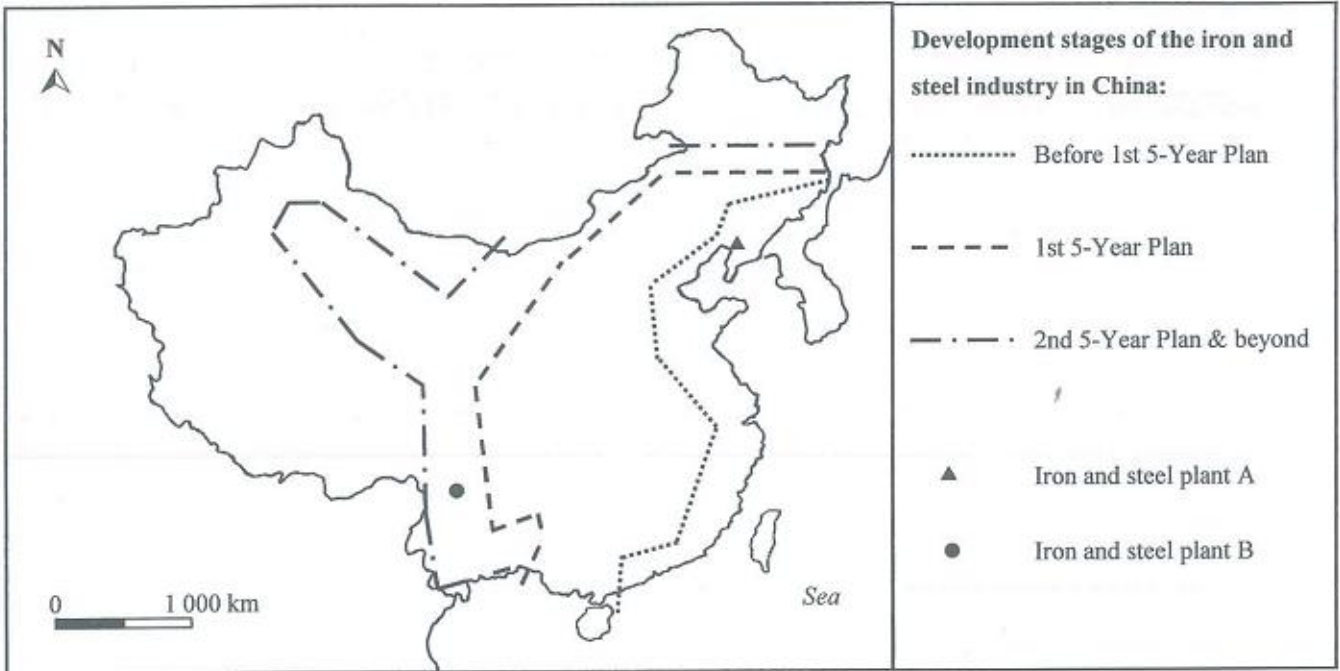 N
0 1 000 km
Sea
Development stages of the iron and
steel industry in China:
Before 1st 5-Year Plan
1st 5-Year Plan
2nd 5-Year Plan & beyond
Iron and steel plant A
Iron and steel plant B